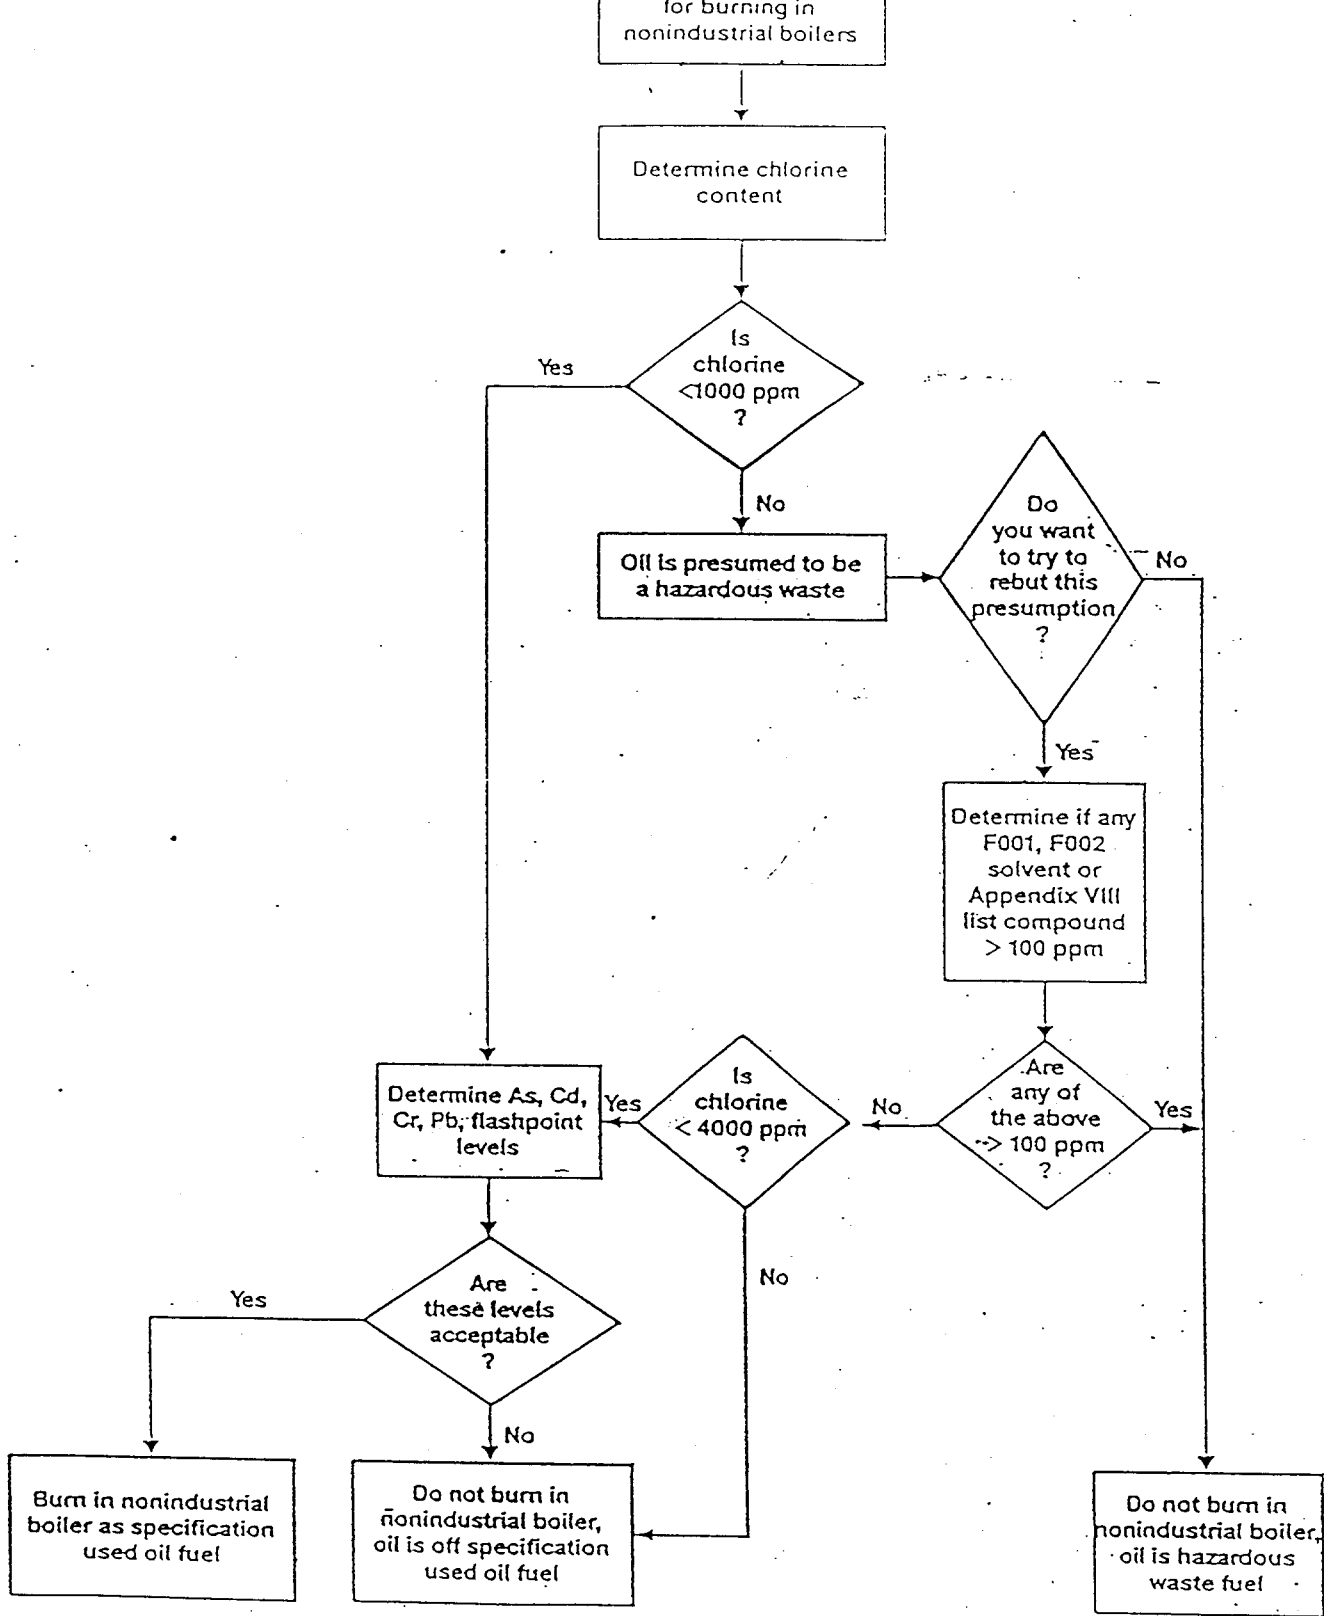 for burning in
nonindustrial boilers
Determine chlorine
content
Is
chlorine
<1000 ppm
?
Yes
No
Oil is presumed to be
a hazardous waste
Do
you want
to try to
rebut this
presumption
?
No
Yes
Determine if any
F001, F002
solvent or
Appendix VIII
list compound
> 100 ppm
Are
any of
the above
> 100 ppm
?
Yes
No
Is
chlorine
< 4000 ppm
?
Yes
No
Determine As, Cd,
Cr, Pb, flashpoint
levels
Are
these levels
acceptable
?
Yes
No
Burn in nonindustrial
boiler as specification
used oil fuel
Do not burn in
nonindustrial boiler,
oil is off specification
used oil fuel
Do not burn in
nonindustrial boiler,
oil is hazardous
waste fuel